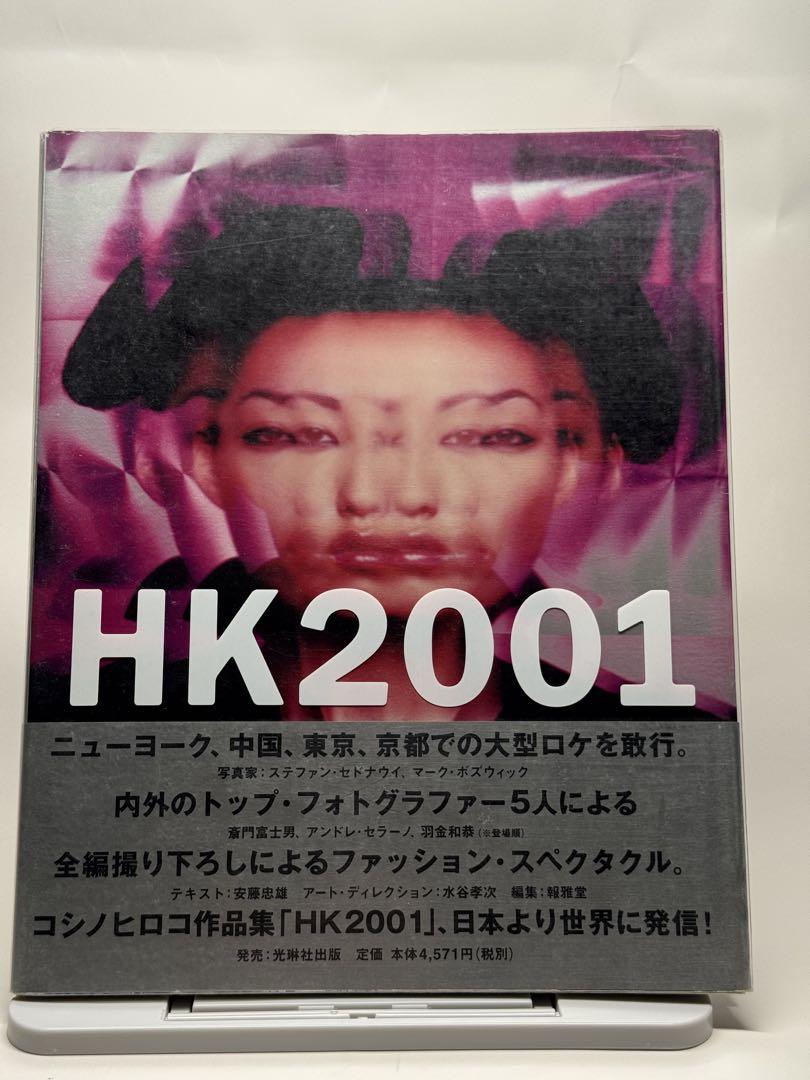 HK2001
ニューヨーク、中国、東京、京都での大型ロケを敢行。
写真家：ステファン・セドナウイ、マーク・ボズウィック
内外のトップ・フォトグラファー5人による
斎門富士男、アンドレ・セラーノ、羽金和恭(※登場順)
全編撮り下ろしによるファッション・スペクタクル。
テキスト：安藤忠雄 アート・ディレクション：水谷孝次 編集：報雅堂
コシノヒロコ作品集「HK2001」、日本より世界に発信！
発売：光琳社出版 定価 本体4,571円(税別)